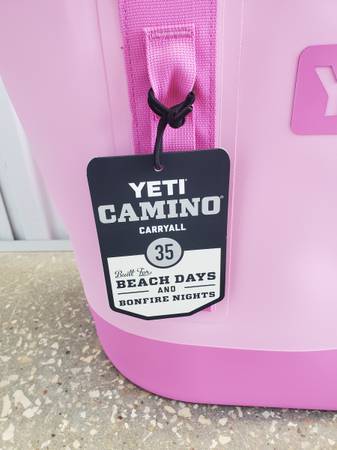 YETI
CAMINO
CARRYALL
35
Built For
BEACH DAYS
AND
BONFIRE NIGHTS